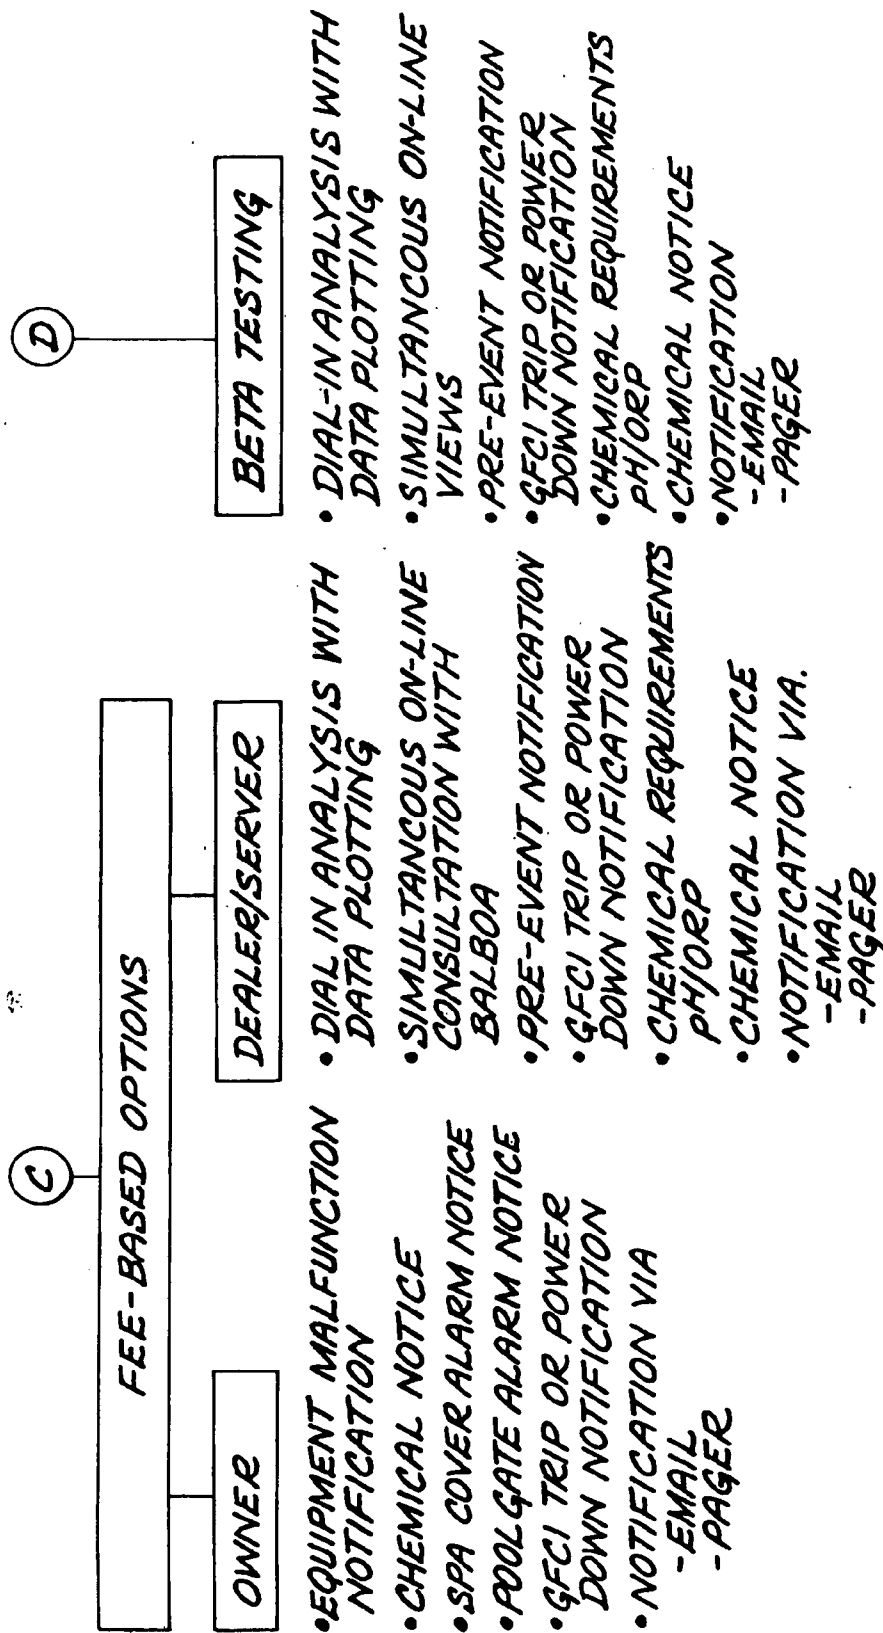 C
FEE-BASED OPTIONS
OWNER
•EQUIPMENT MALFUNCTION
NOTIFICATION
•CHEMICAL NOTICE
•SPA COVER ALARM NOTICE
•POOL GATE ALARM NOTICE
•GFCI TRIP OR POWER
DOWN NOTIFICATION
•NOTIFICATION VIA
-EMAIL
-PAGER
DEALER/SERVER
•DIAL IN ANALYSIS WITH
DATA PLOTTING
•SIMULTANCOUS ON-LINE
CONSULTATION WITH
BALBOA
•PRE-EVENT NOTIFICATION
•GFCI TRIP OR POWER
DOWN NOTIFICATION
•CHEMICAL REQUIREMENTS
PH/ORP
•CHEMICAL NOTICE
•NOTIFICATION VIA.
-EMAIL
-PAGER
D
BETA TESTING
•DIAL-IN ANALYSIS WITH
DATA PLOTTING
•SIMULTANCOUS ON-LINE
VIEWS
•PRE-EVENT NOTIFICATION
•GFCI TRIP OR POWER
DOWN NOTIFICATION
•CHEMICAL REQUIREMENTS
PH/ORP
•CHEMICAL NOTICE
•NOTIFICATION
-EMAIL
-PAGER